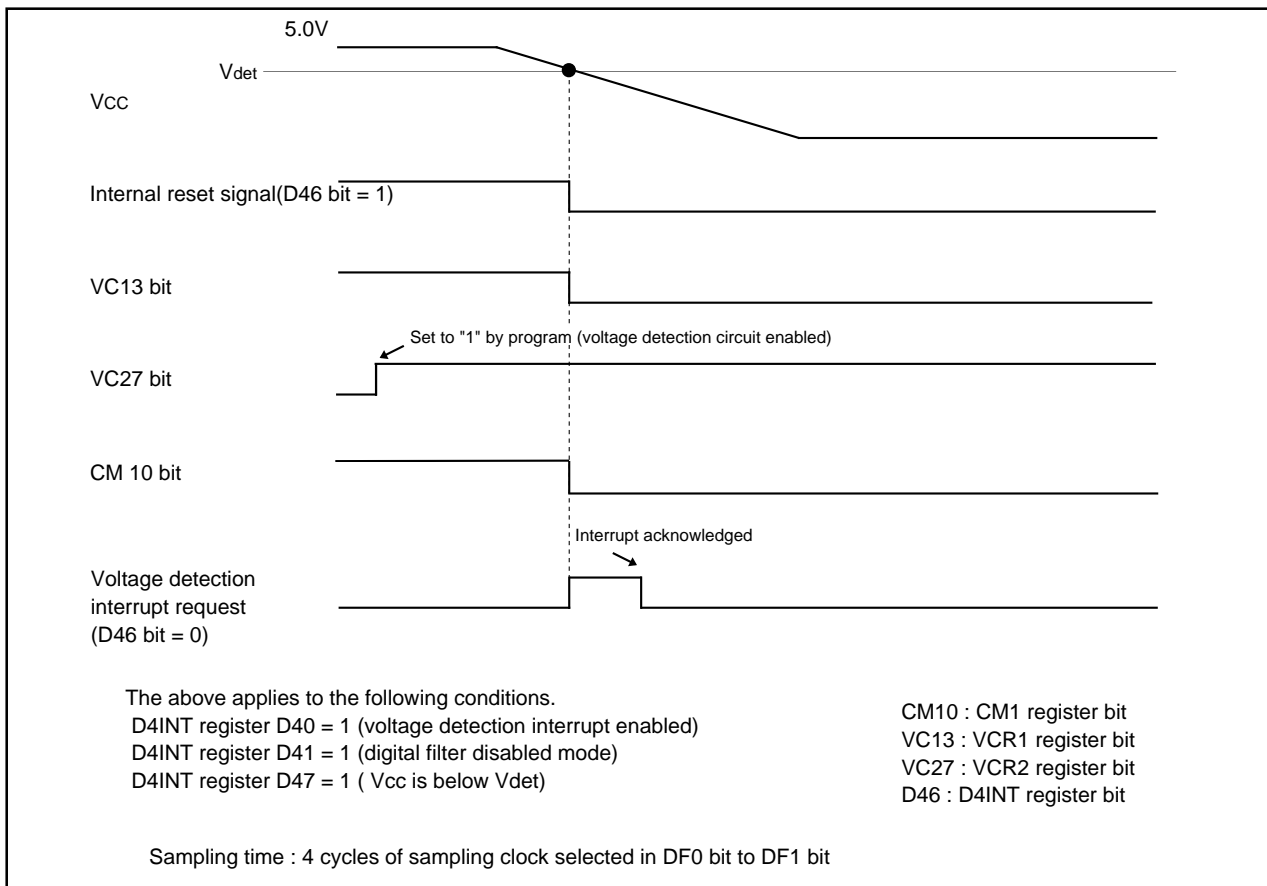 5.0V
Vdet
VCC
Internal reset signal(D46 bit = 1)
VC13 bit
Set to "1" by program (voltage detection circuit enabled)
VC27 bit
CM 10 bit
Interrupt acknowledged
Voltage detection
interrupt request
(D46 bit = 0)
The above applies to the following conditions.
D4INT register D40 = 1 (voltage detection interrupt enabled)
D4INT register D41 = 1 (digital filter disabled mode)
D4INT register D47 = 1 ( Vcc is below Vdet)
CM10 : CM1 register bit
VC13 : VCR1 register bit
VC27 : VCR2 register bit
D46 : D4INT register bit
Sampling time : 4 cycles of sampling clock selected in DF0 bit to DF1 bit